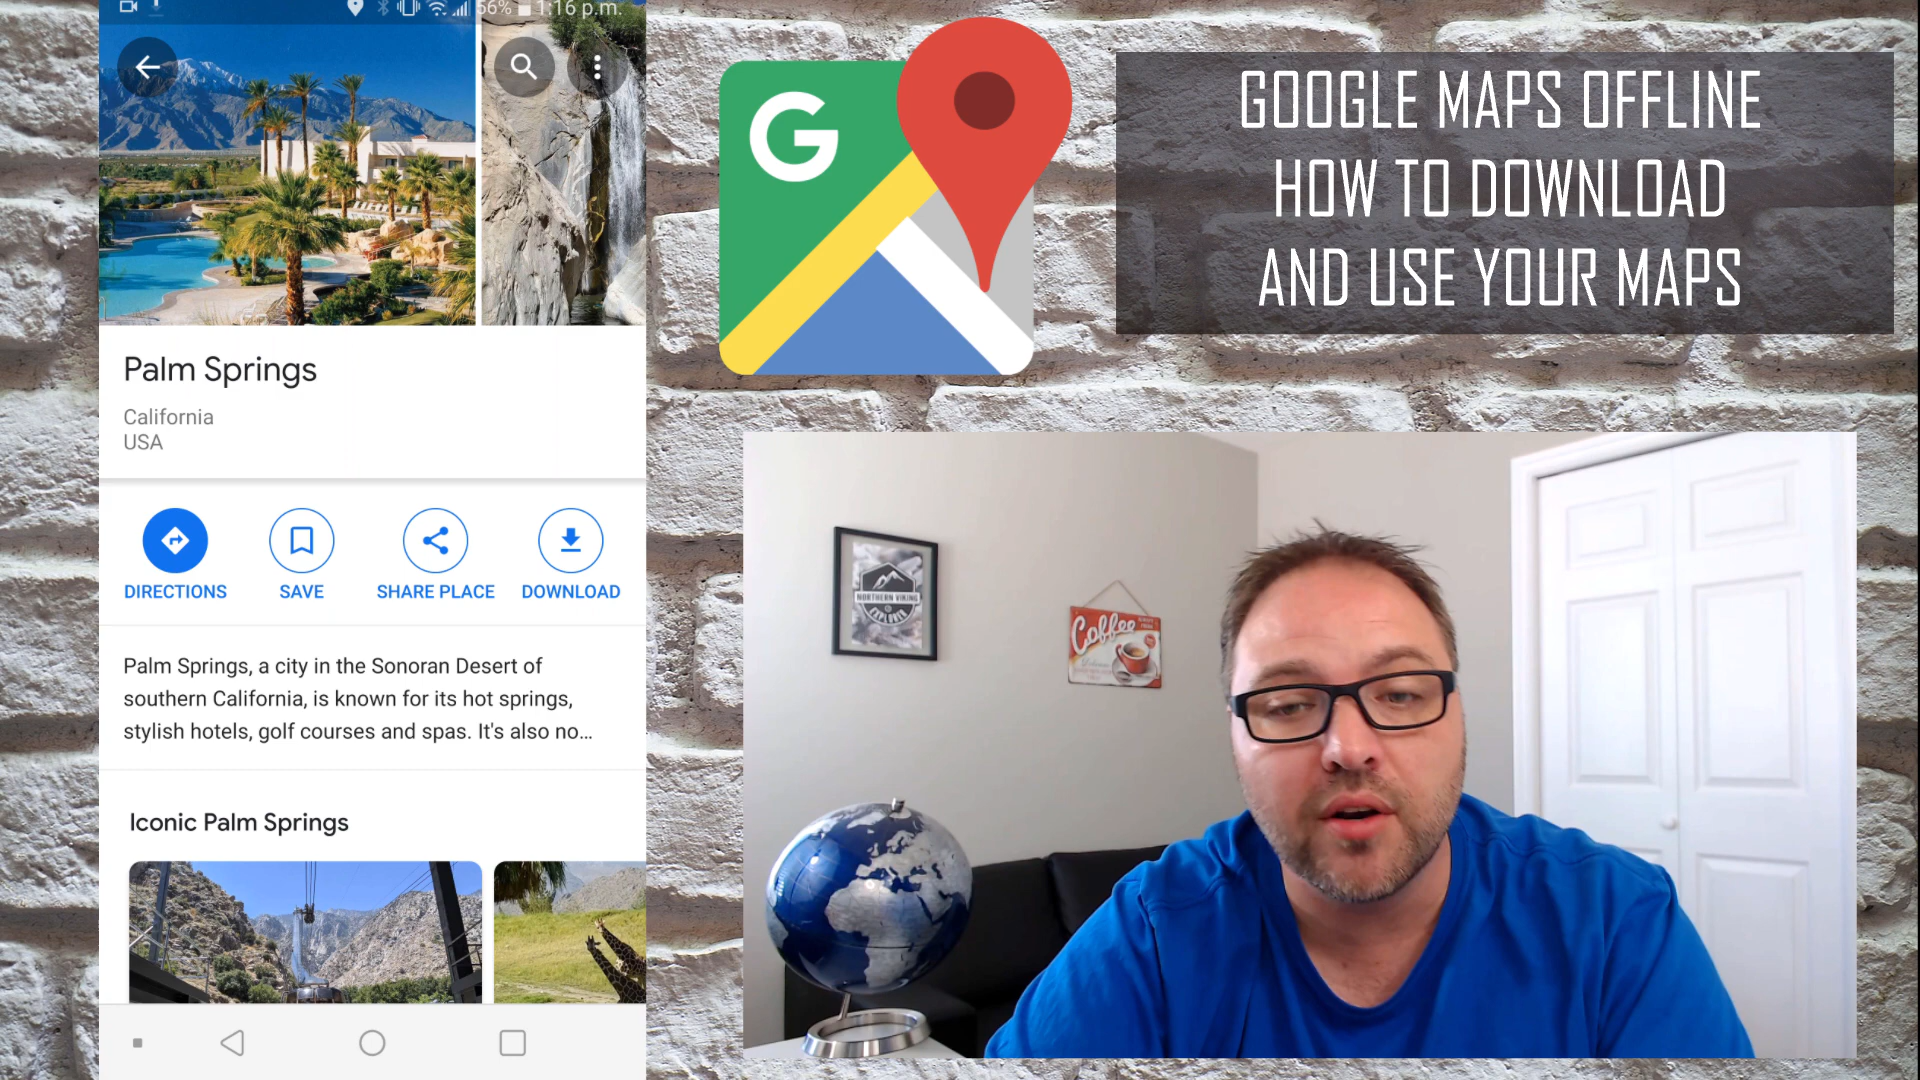 56% 1:16 p.m.
Palm Springs
California
USA
DIRECTIONS
SAVE
SHARE PLACE
DOWNLOAD
Palm Springs, a city in the Sonoran Desert of
southern California, is known for its hot springs,
stylish hotels, golf courses and spas. It's also no...
Iconic Palm Springs
G
GOOGLE MAPS OFFLINE
HOW TO DOWNLOAD
AND USE YOUR MAPS
NORTHERN VIKING
EXPLORER
Coffee